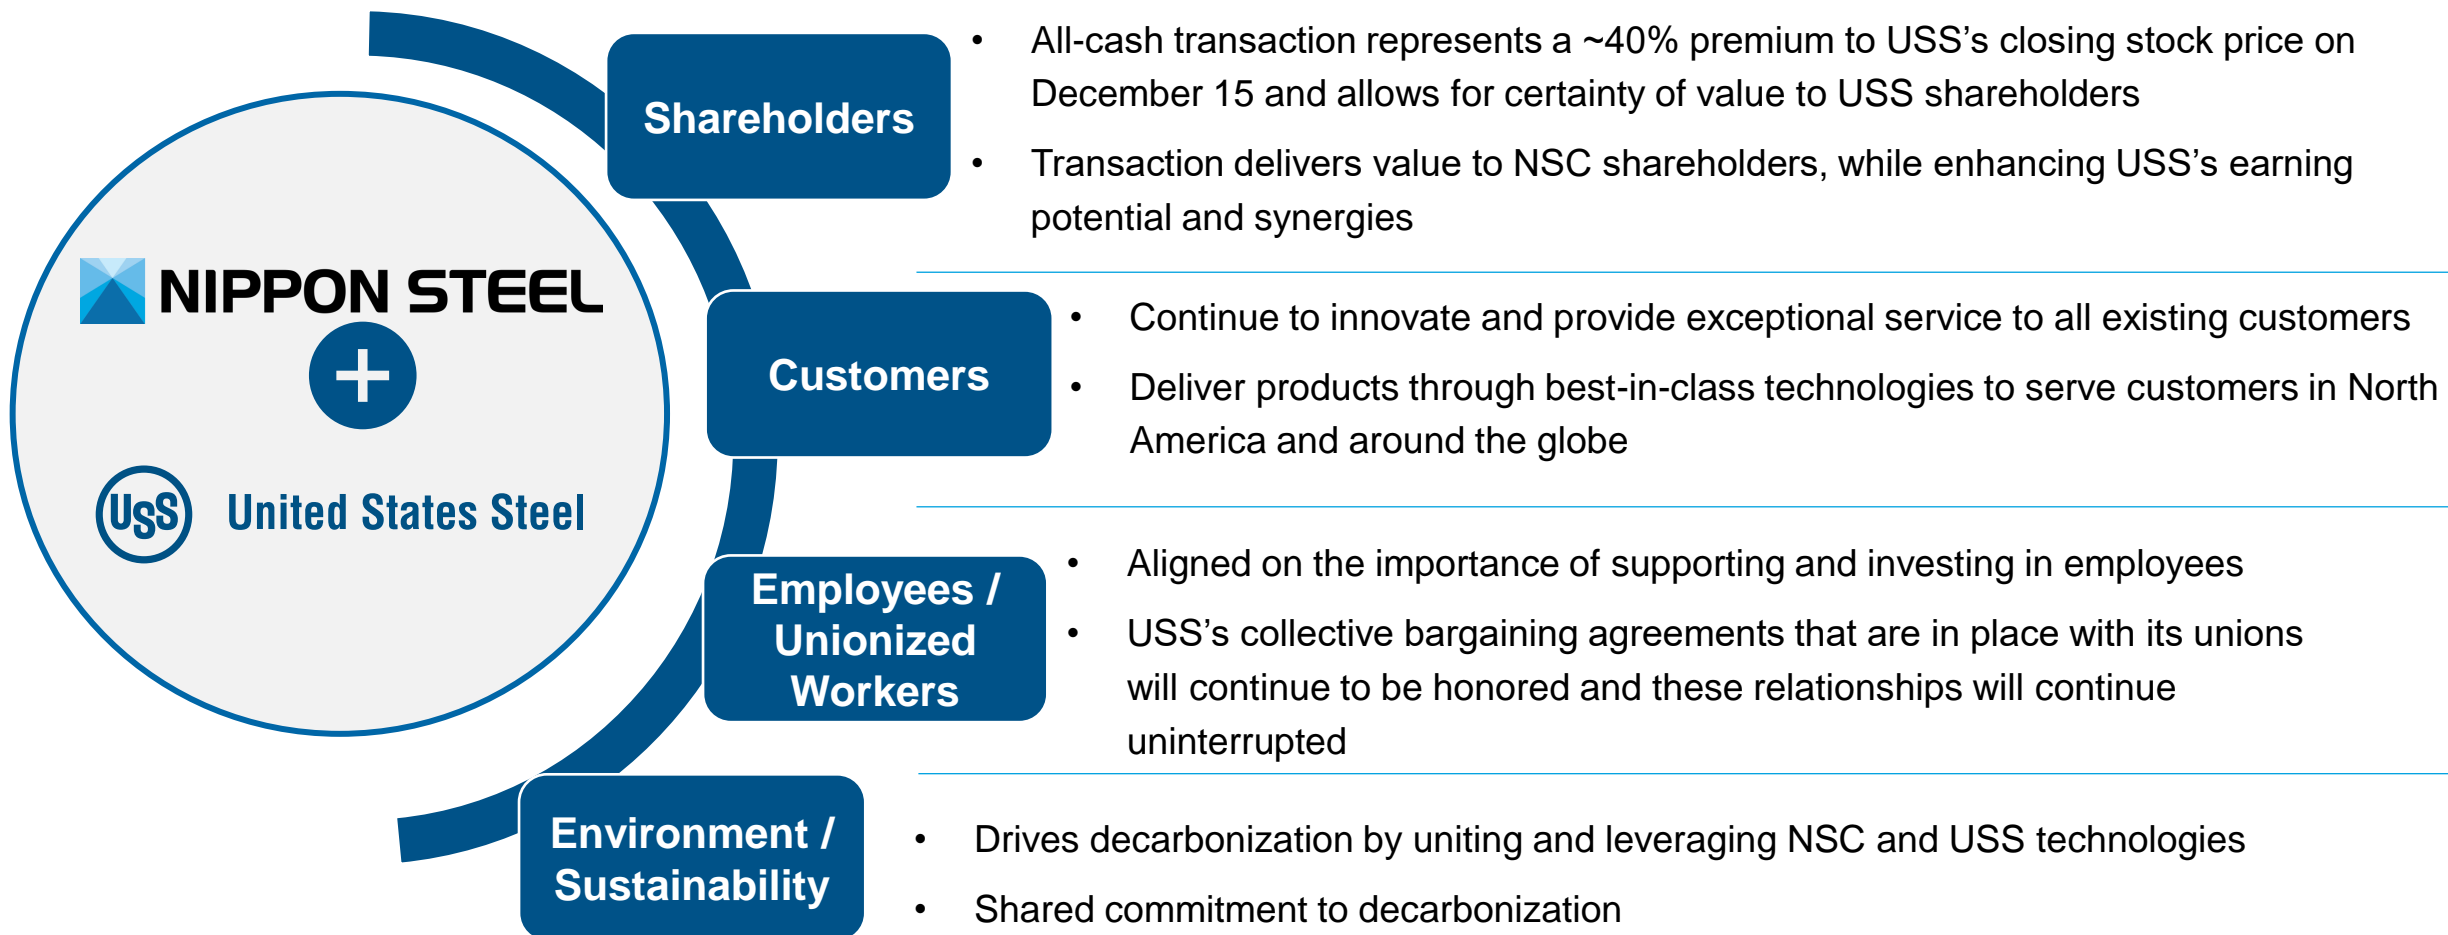 NIPPON STEEL
+
USS United States Steel
Shareholders
• All-cash transaction represents a ~40% premium to USS’s closing stock price on
December 15 and allows for certainty of value to USS shareholders
• Transaction delivers value to NSC shareholders, while enhancing USS’s earning
potential and synergies
Customers
• Continue to innovate and provide exceptional service to all existing customers
• Deliver products through best-in-class technologies to serve customers in North
America and around the globe
Employees /
Unionized
Workers
• Aligned on the importance of supporting and investing in employees
• USS’s collective bargaining agreements that are in place with its unions
will continue to be honored and these relationships will continue
uninterrupted
Environment /
Sustainability
• Drives decarbonization by uniting and leveraging NSC and USS technologies
• Shared commitment to decarbonization